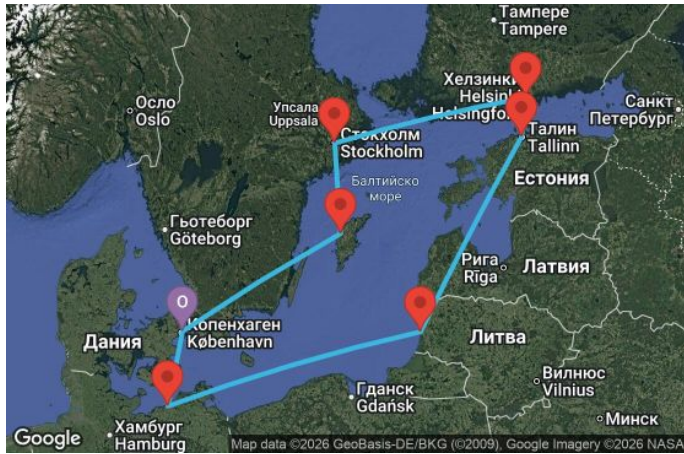 Тампере
Tampere
Осло
Oslo
Упсала
Uppsala
Хелзинки
Helsinki
Helsingfor
Санкт
Петербург
Стокхолм
Stockholm
Талин
Tallinn
ЕСТОНИЯ
Балтийско
море
Гьотеборг
Göteborg
Рига
Rīga
ЛАТВИЯ
O
Копенхаген
København
Дания
ЛИТВА
Вилнюс
Vilnius
Гданск
Gdańsk
Хамбург
Hamburg
МИНСК
Google
Map data ©2026 GeoBasis-DE/BKG (©2009), Google Imagery ©2026 NASA